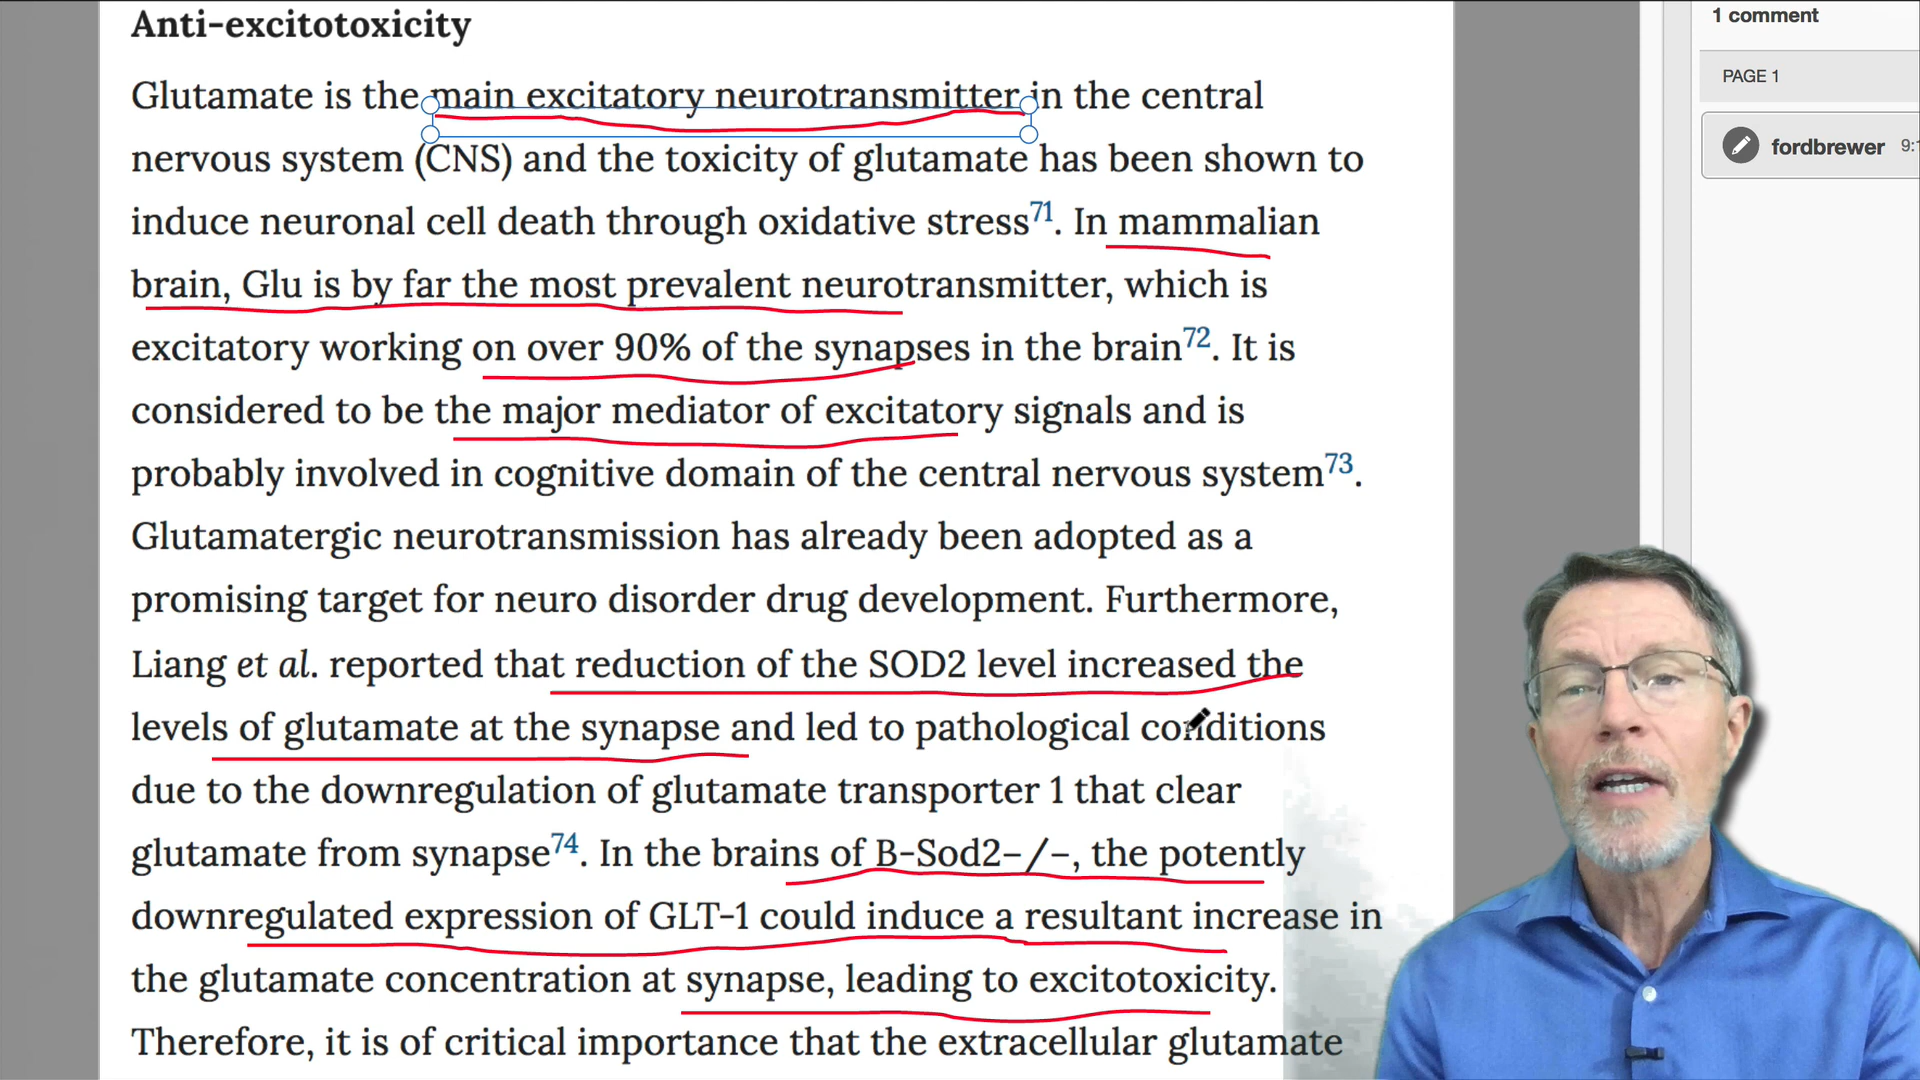 Anti-excitotoxicity
Glutamate is the main excitatory neurotransmitter in the central
nervous system (CNS) and the toxicity of glutamate has been shown to
induce neuronal cell death through oxidative stress71. In mammalian
brain, Glu is by far the most prevalent neurotransmitter, which is
excitatory working on over 90% of the synapses in the brain72. It is
considered to be the major mediator of excitatory signals and is
probably involved in cognitive domain of the central nervous system73.
Glutamatergic neurotransmission has already been adopted as a
promising target for neuro disorder drug development. Furthermore,
Liang et al. reported that reduction of the SOD2 level increased the
levels of glutamate at the synapse and led to pathological conditions
due to the downregulation of glutamate transporter 1 that clear
glutamate from synapse74. In the brains of B-Sod2−/−, the potently
downregulated expression of GLT-1 could induce a resultant increase in
the glutamate concentration at synapse, leading to excitotoxicity.
Therefore, it is of critical importance that the extracellular glutamate
1 comment
PAGE 1
fordbrewer